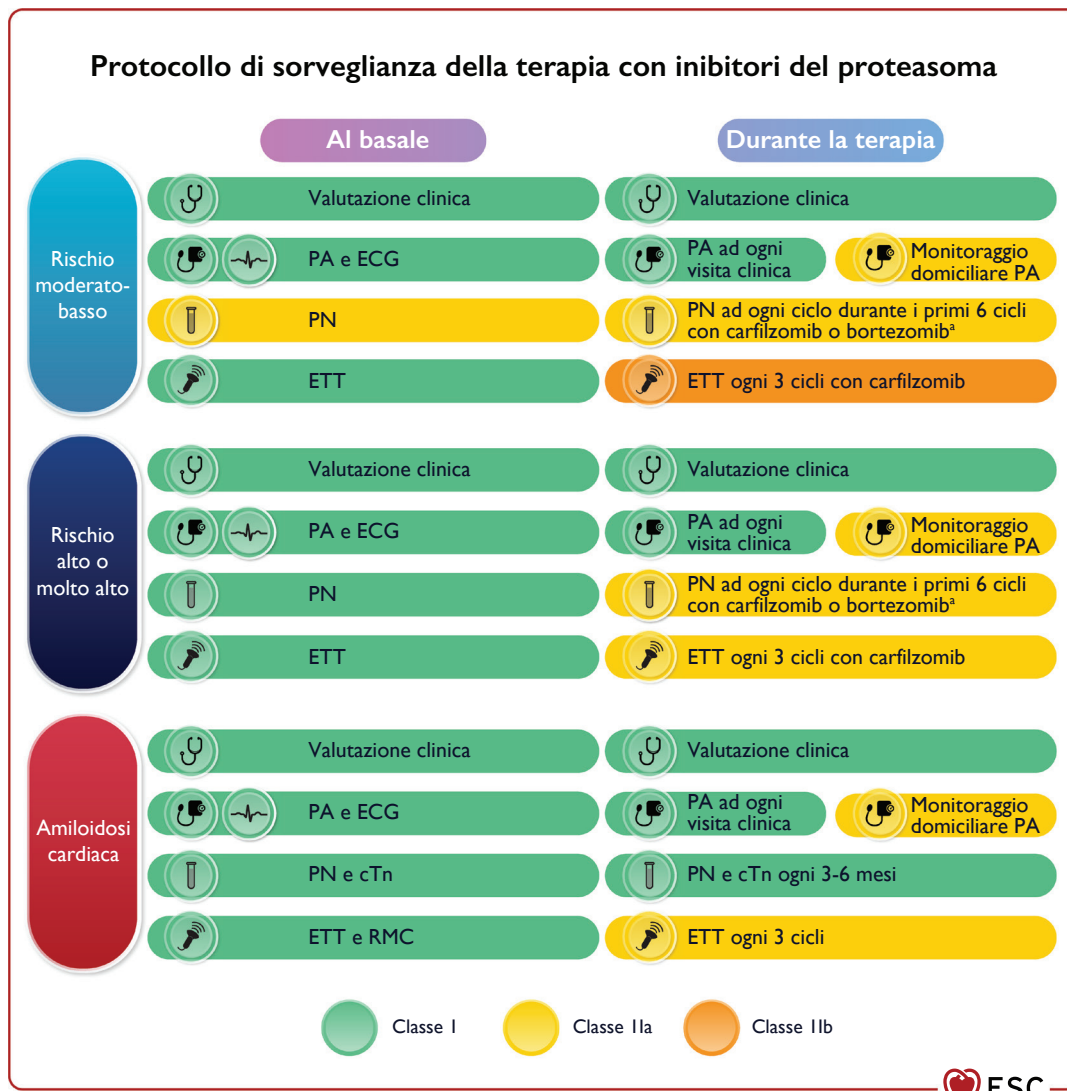 Protocollo di sorveglianza della terapia con inibitori del proteasoma
Al basale
Durante la terapia
Rischio
moderato-
basso
Valutazione clinica
Valutazione clinica
PA e ECG
PA ad ogni
visita clinica
Monitoraggio
domiciliare PA
PN
PN ad ogni ciclo durante i primi 6 cicli
con carfilzomib o bortezomibª
ETT
ETT ogni 3 cicli con carfilzomib
Rischio
alto o
molto alto
Valutazione clinica
Valutazione clinica
PA e ECG
PA ad ogni
visita clinica
Monitoraggio
domiciliare PA
PN
PN ad ogni ciclo durante i primi 6 cicli
con carfilzomib o bortezomibª
ETT
ETT ogni 3 cicli con carfilzomib
Amiloidosi
cardiaca
Valutazione clinica
Valutazione clinica
PA e ECG
PA ad ogni
visita clinica
Monitoraggio
domiciliare PA
PN e cTn
PN e cTn ogni 3-6 mesi
ETT e RMC
ETT ogni 3 cicli
Classe I
Classe IIa
Classe IIb
ESC